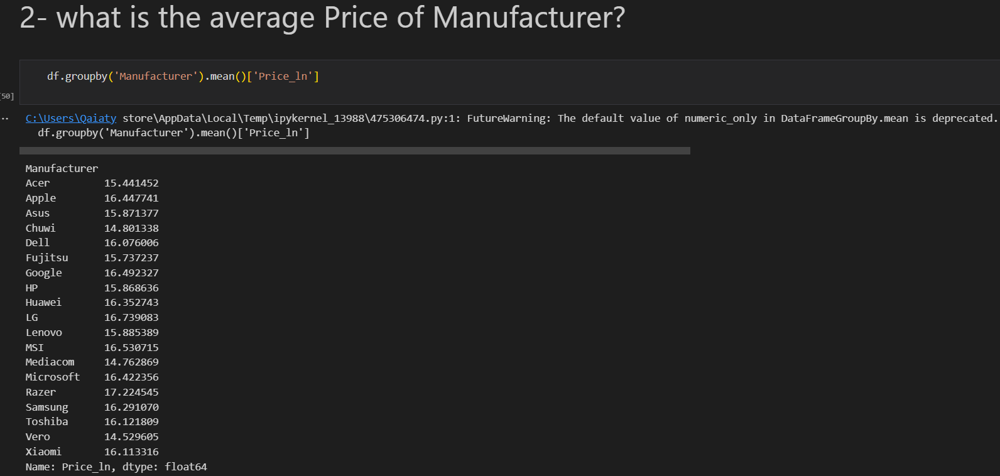 2- what is the average Price of Manufacturer?
df.groupby('Manufacturer').mean()['Price_ln']
50]
C:\Users\Qaiaty store\AppData\Local\Temp\ipykernel_13988\475306474.py:1: FutureWarning: The default value of numeric_only in DataFrameGroupBy.mean is deprecated.
df.groupby('Manufacturer').mean()['Price_ln']
Manufacturer
Acer 15.441452
Apple 16.447741
Asus 15.871377
Chuwi 14.801338
Dell 16.076006
Fujitsu 15.737237
Google 16.492327
HP 15.868636
Huawei 16.352743
LG 16.739083
Lenovo 15.885389
MSI 16.530715
Mediacom 14.762869
Microsoft 16.422356
Razer 17.224545
Samsung 16.291070
Toshiba 16.121809
Vero 14.529605
Xiaomi 16.113316
Name: Price_ln, dtype: float64